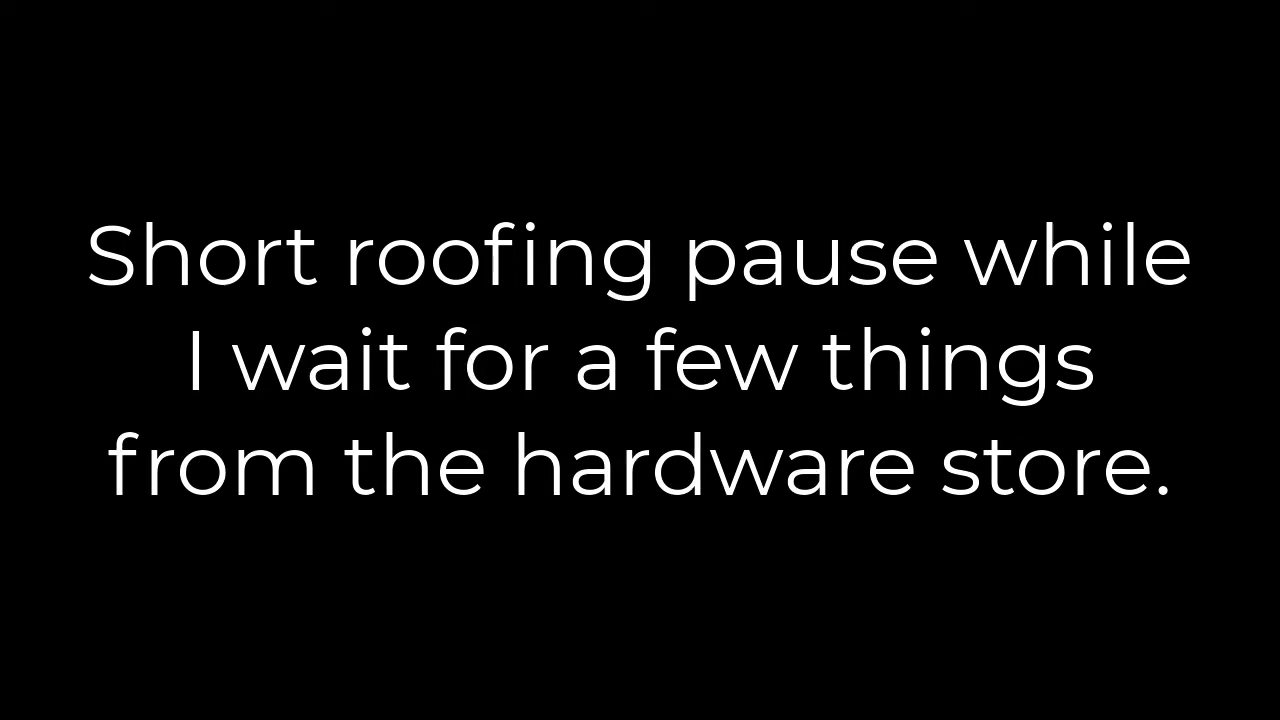 Short roofing pause while
I wait for a few things
from the hardware store.